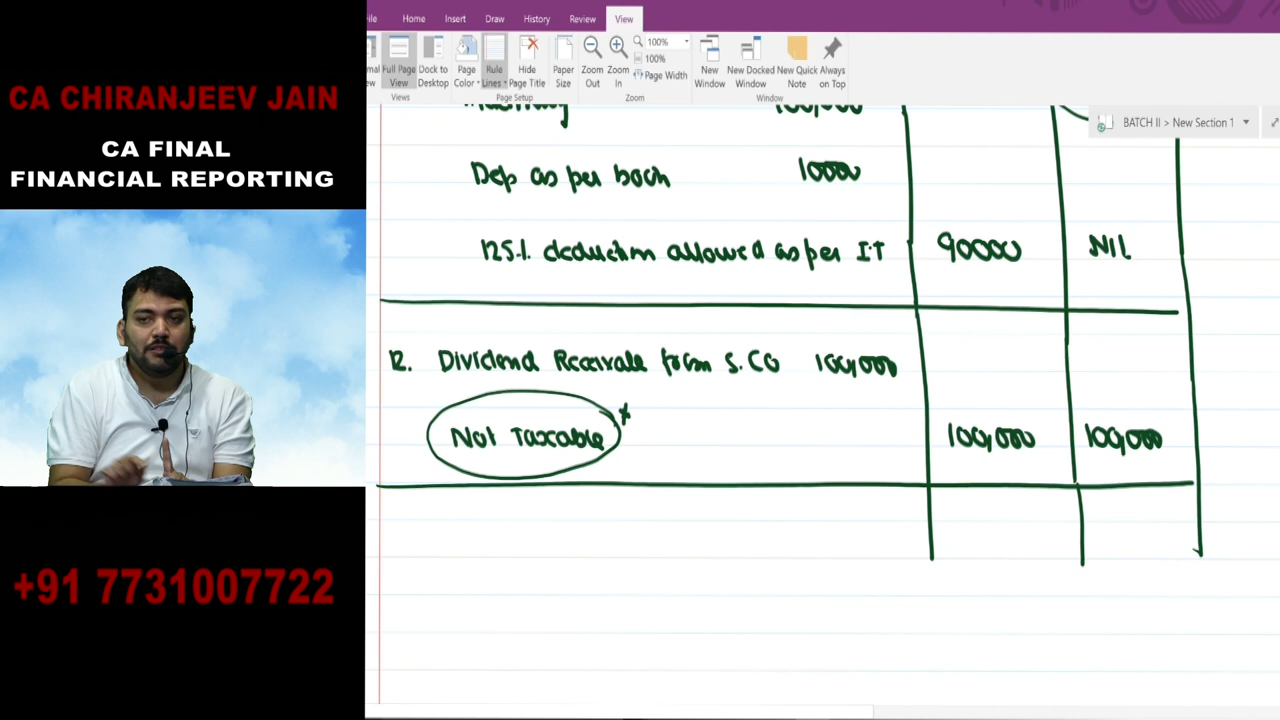 File Home Insert Draw History Review View
Full Page View
Dock to Desktop
Page Color
Rule Lines
Hide Page Title
Paper Size
Zoom Out
Zoom In
100%
100%
Page Width
New Window
New Docked Window
New Quick Note
Always on Top
Views Page Setup Zoom Window
BATCH II > New Section 1
CA CHIRANJEEV JAIN
CA FINAL
FINANCIAL REPORTING
+91 7731007722
100,000
Dep as per book 10000
125% deduction allowed as per I.T 90000 NIL
12. Dividend Receivale from S.CO 100,000
Not Taxable * 100,000 100,000